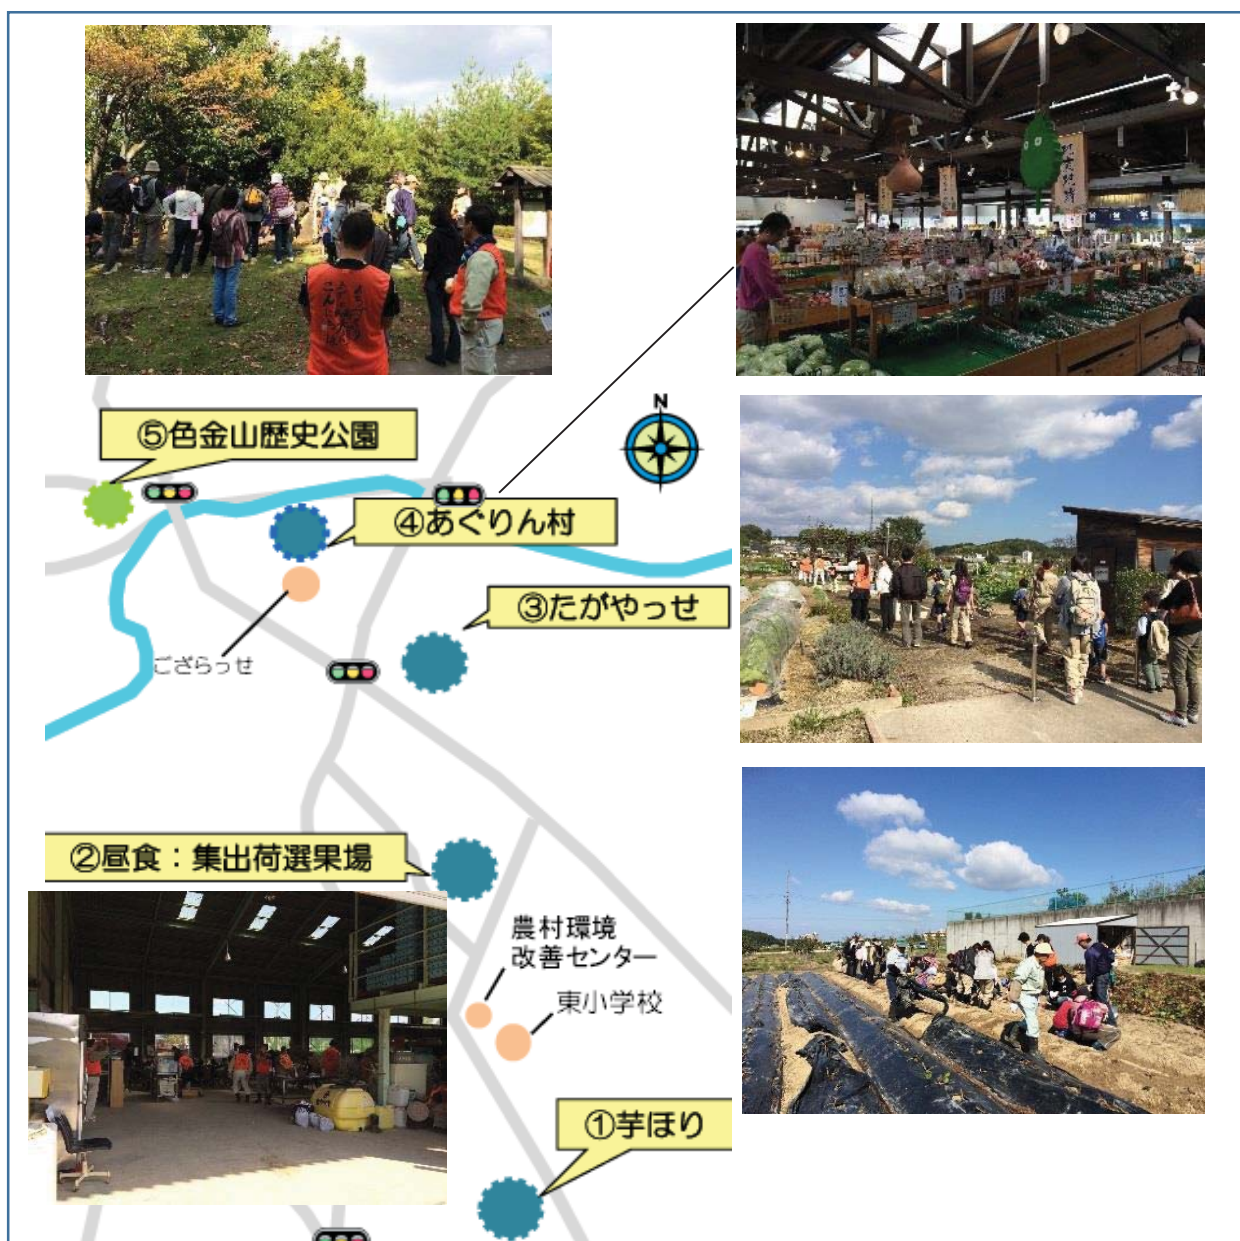 N
⑤色金山歴史公園
④あぐりん村
③たがやっせ
ござらっせ
②昼食：集出荷選果場
農村環境
改善センター
東小学校
①芋ほり